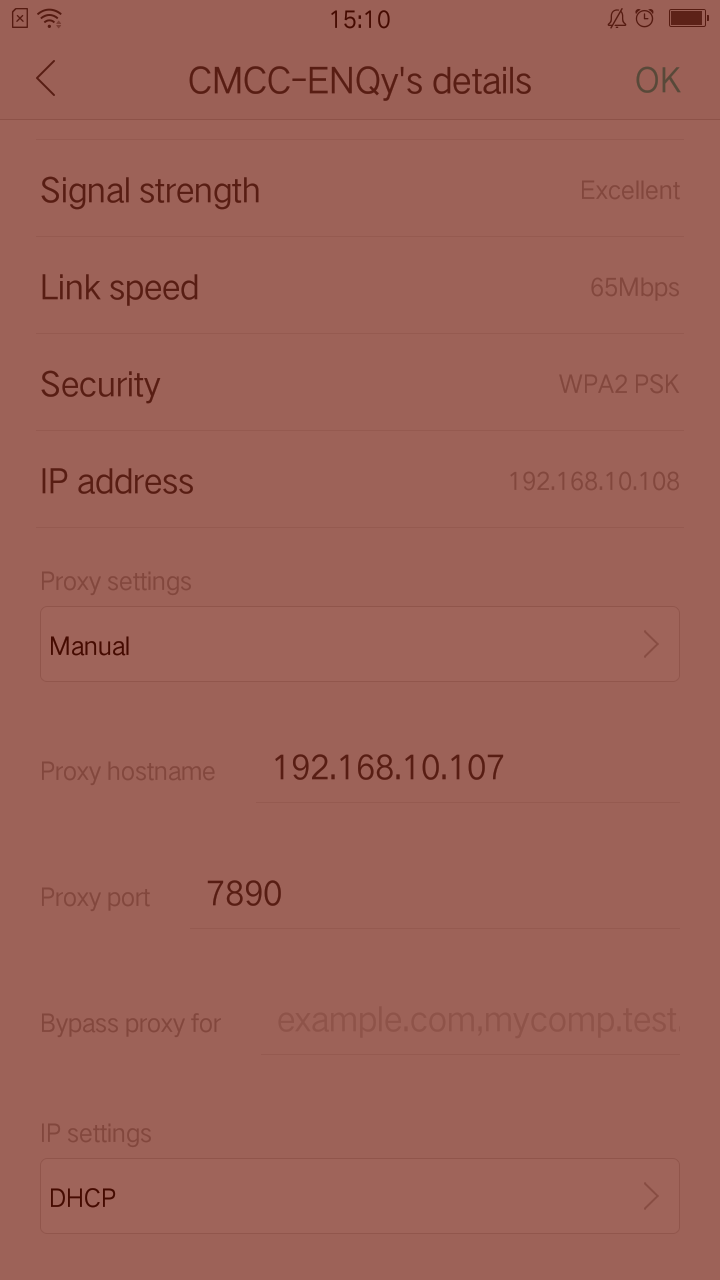 15:10
CMCC-ENQy's details
OK
Signal strength
Excellent
Link speed
65Mbps
Security
WPA2 PSK
IP address
192.168.10.108
Proxy settings
Manual
Proxy hostname
192.168.10.107
Proxy port
7890
Bypass proxy for
example.com,mycomp.test.
IP settings
DHCP